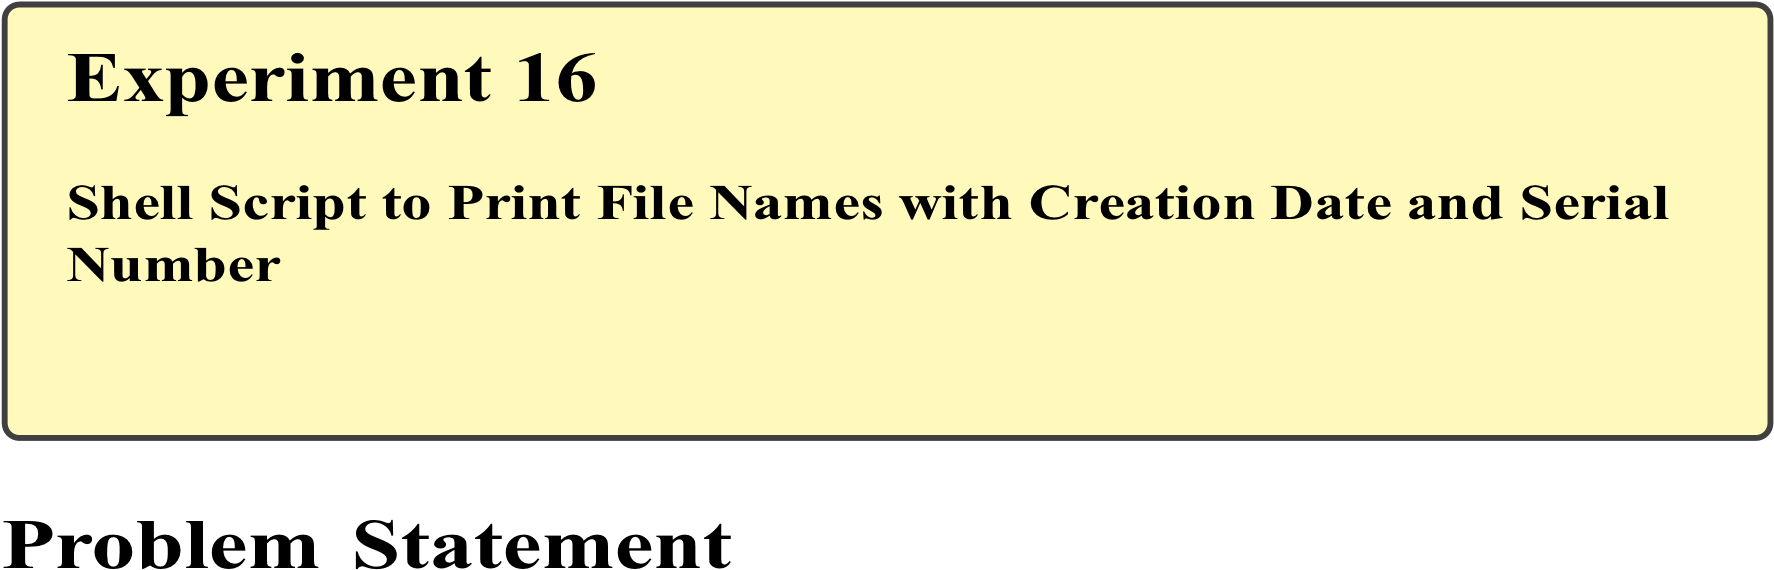 Experiment 16
Shell Script to Print File Names with Creation Date and Serial
Number
Problem Statement